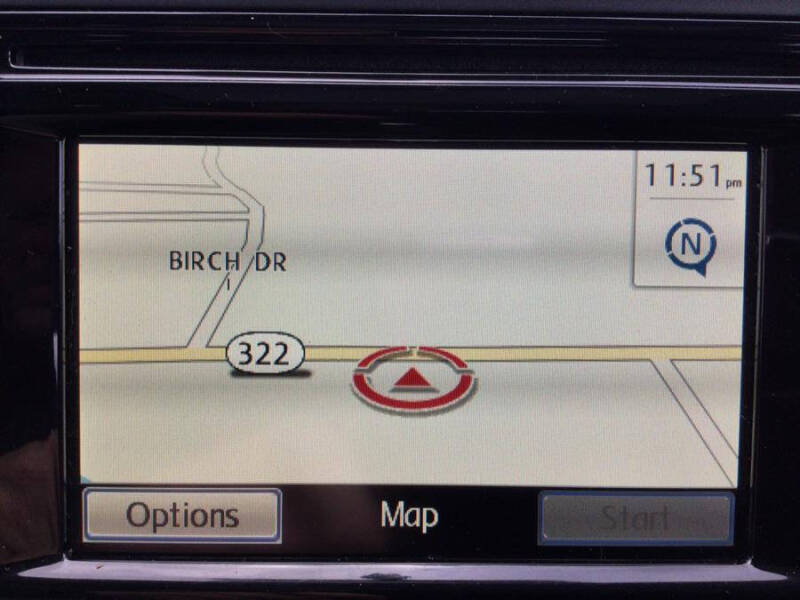 11:51 pm
N
BIRCH DR
322
Options Map Start